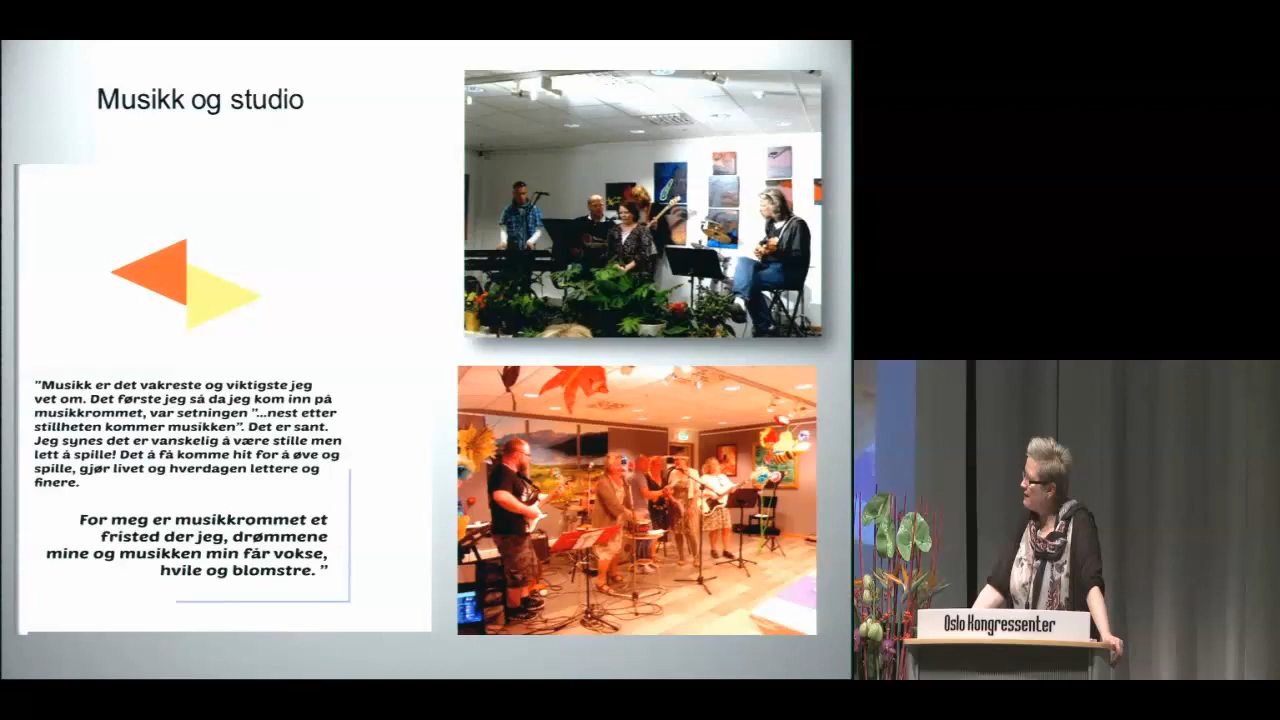 Musikk og studio
"Musikk er det vakreste og viktigste jeg
vet om. Det første jeg så da jeg kom inn på
musikkrommet, var setningen "...nest etter
stillheten kommer musikken". Det er sant.
Jeg synes det er vanskelig å være stille men
lett å spille! Det å få komme hit for å øve og
spille, gjør livet og hverdagen lettere og
finere.
For meg er musikkrommet et
fristed der jeg, drømmene
mine og musikken min får vokse,
hvile og blomstre. "
Oslo Kongressenter